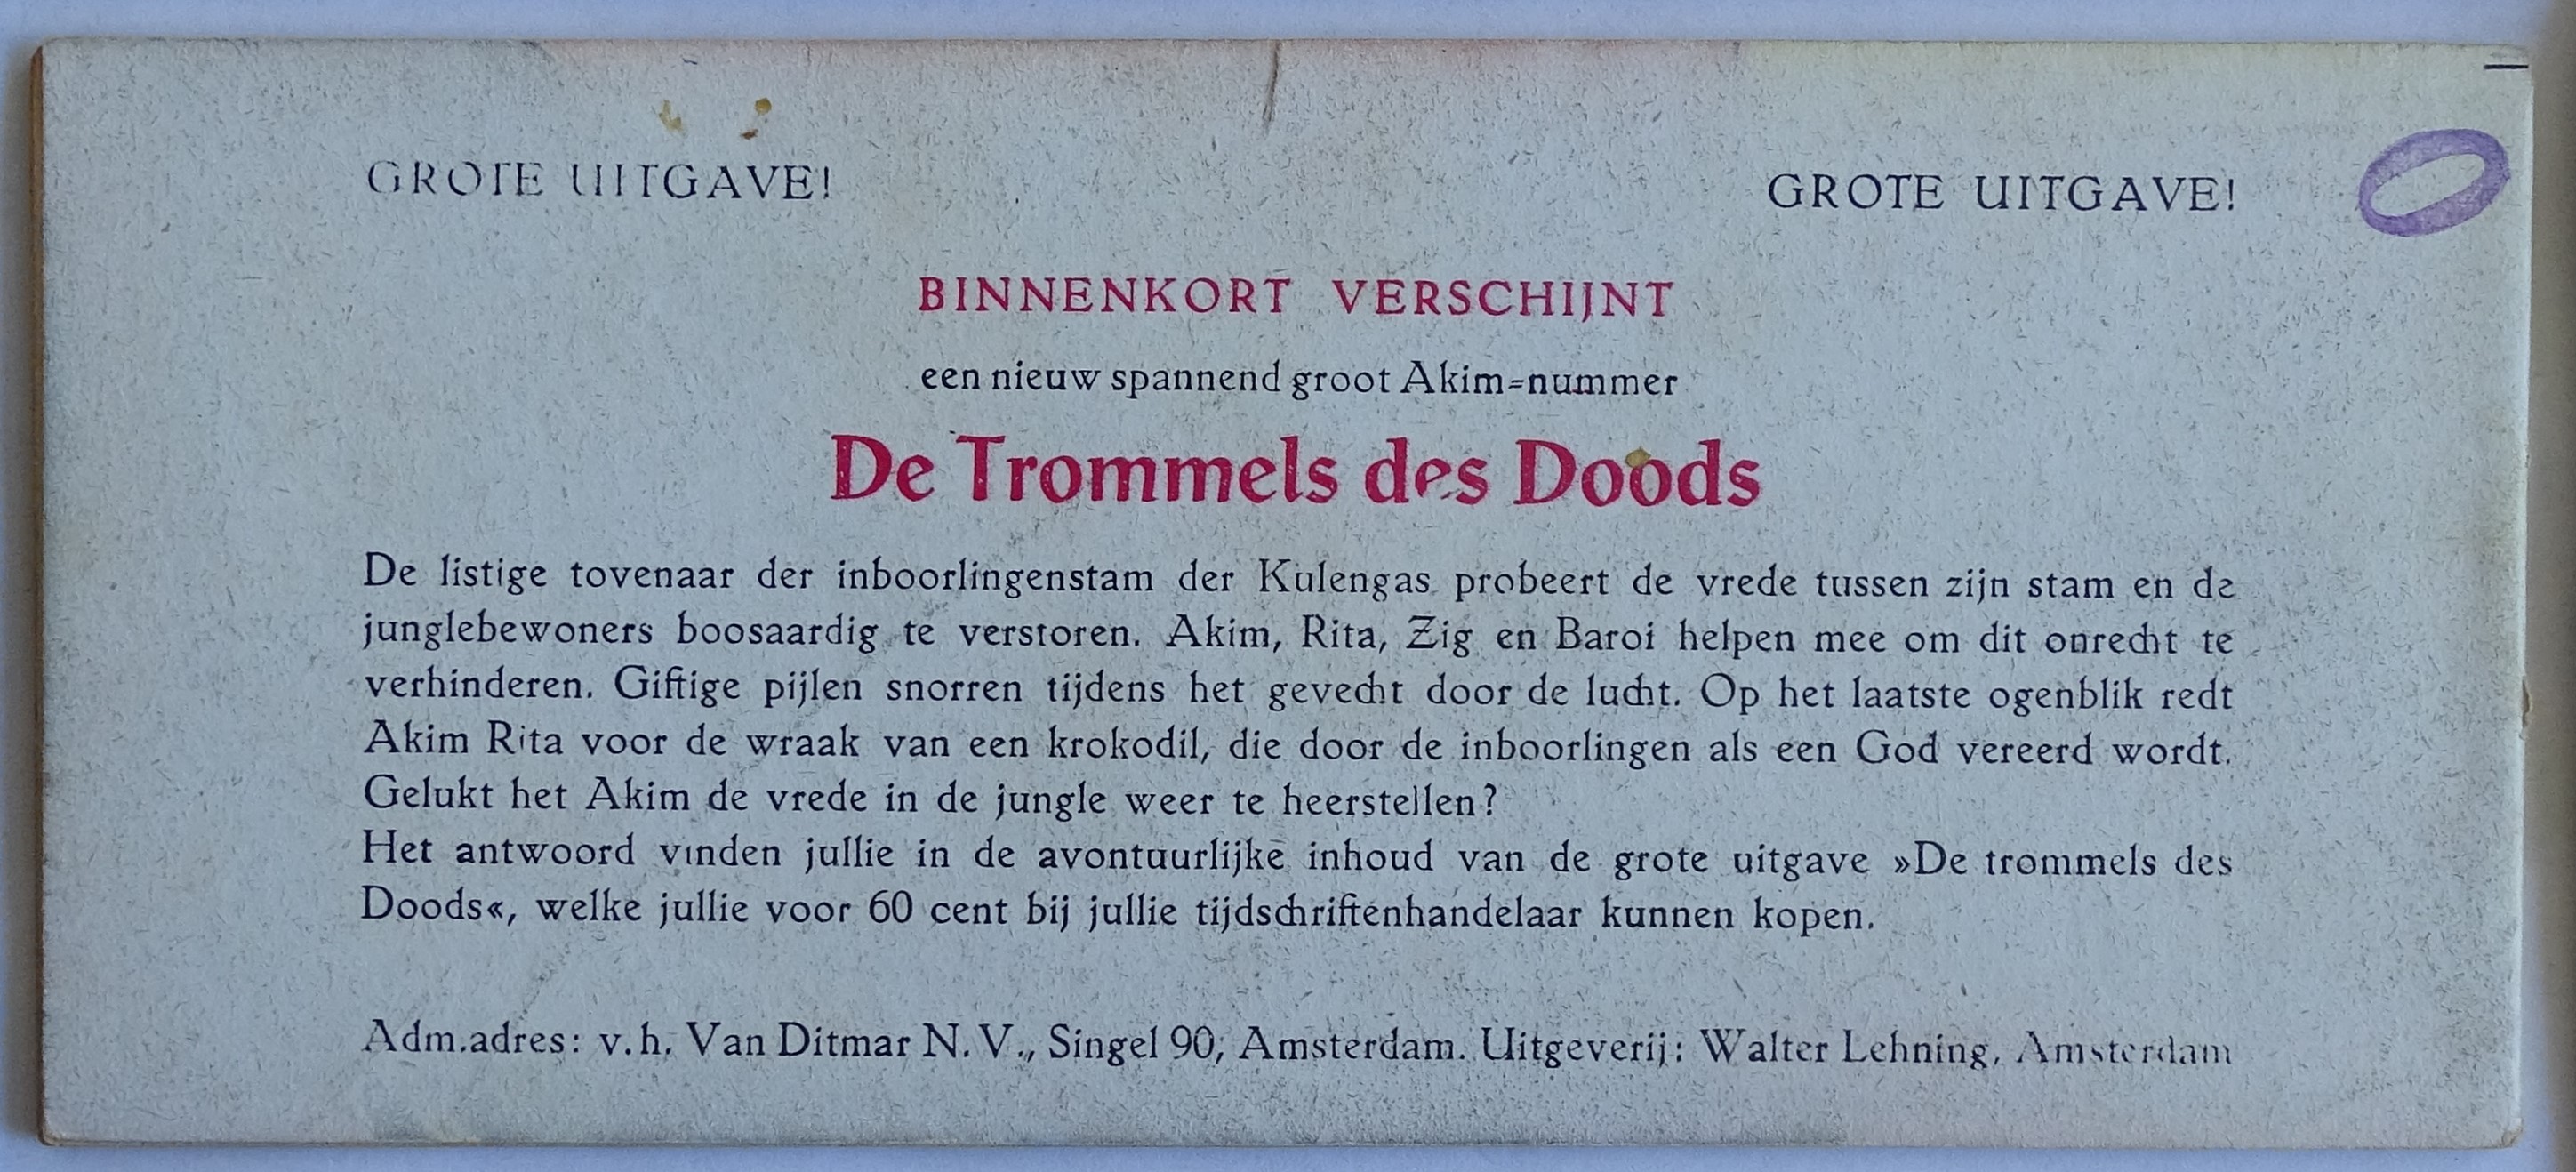 GROTE UITGAVE! GROTE UITGAVE!
BINNENKORT VERSCHIJNT
een nieuw spannend groot Akim=nummer
De Trommels des Doods
De listige tovenaar der inboorlingenstam der Kulengas probeert de vrede tussen zijn stam en de
junglebewoners boosaardig te verstoren. Akim, Rita, Zig en Baroi helpen mee om dit onrecht te
verhinderen. Giftige pijlen snorren tijdens het gevecht door de lucht. Op het laatste ogenblik redt
Akim Rita voor de wraak van een krokodil, die door de inboorlingen als een God vereerd wordt.
Gelukt het Akim de vrede in de jungle weer te heerstellen?
Het antwoord vinden jullie in de avontuurlijke inhoud van de grote uitgave »De trommels des
Doods«, welke jullie voor 60 cent bij jullie tijdschriftenhandelaar kunnen kopen.
Adm.adres: v.h. Van Ditmar N.V., Singel 90, Amsterdam. Uitgeverij: Walter Lehning, Amsterdam